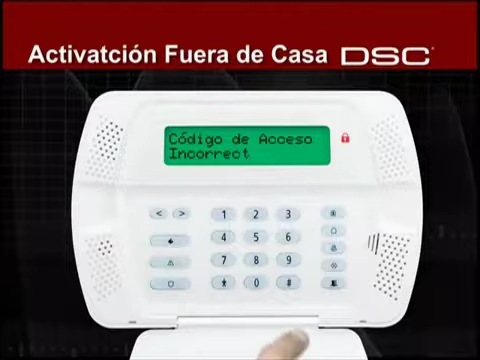 Activatción Fuera de Casa DSC
Código de Acceso
Incorrect
< >
1 2 3
4 5 6
7 8 9
* 0 #